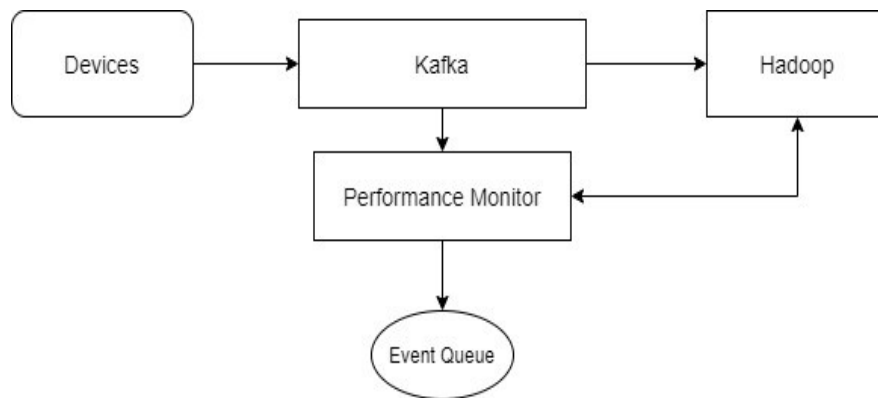 Devices
Kafka
Hadoop
Performance Monitor
Event Queue